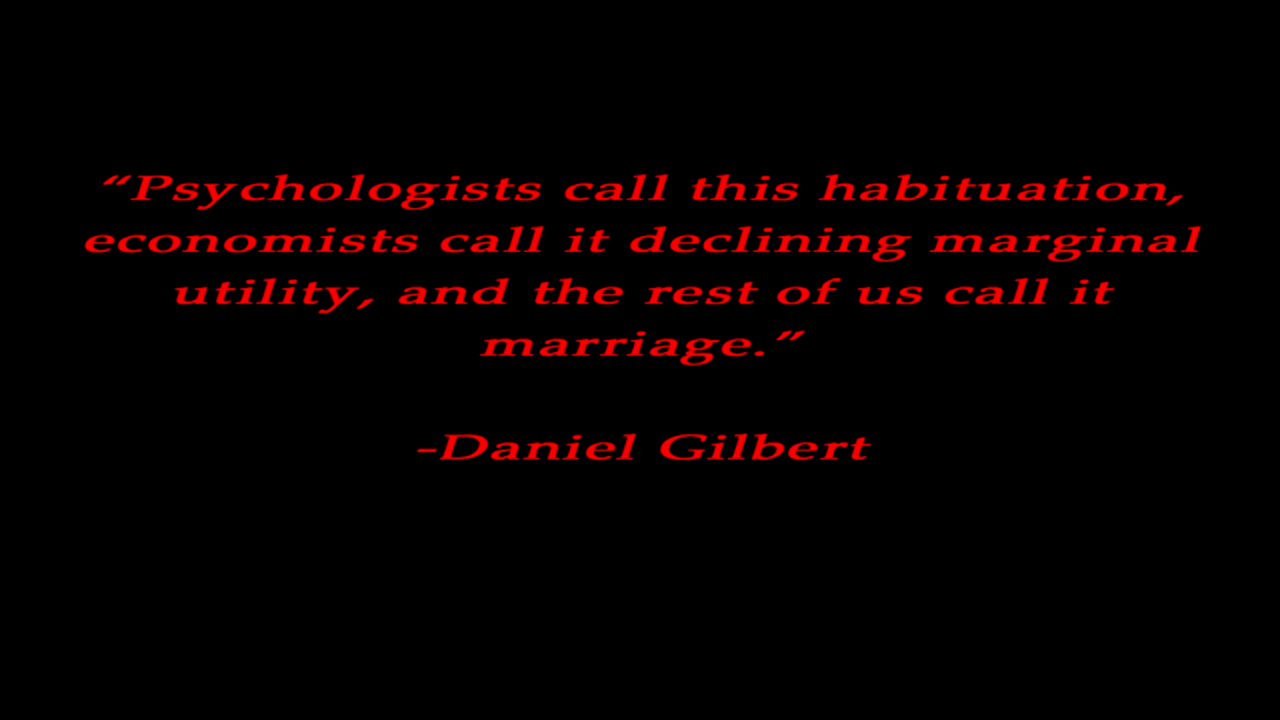 “Psychologists call this habituation,
economists call it declining marginal
utility, and the rest of us call it
marriage.”
-Daniel Gilbert